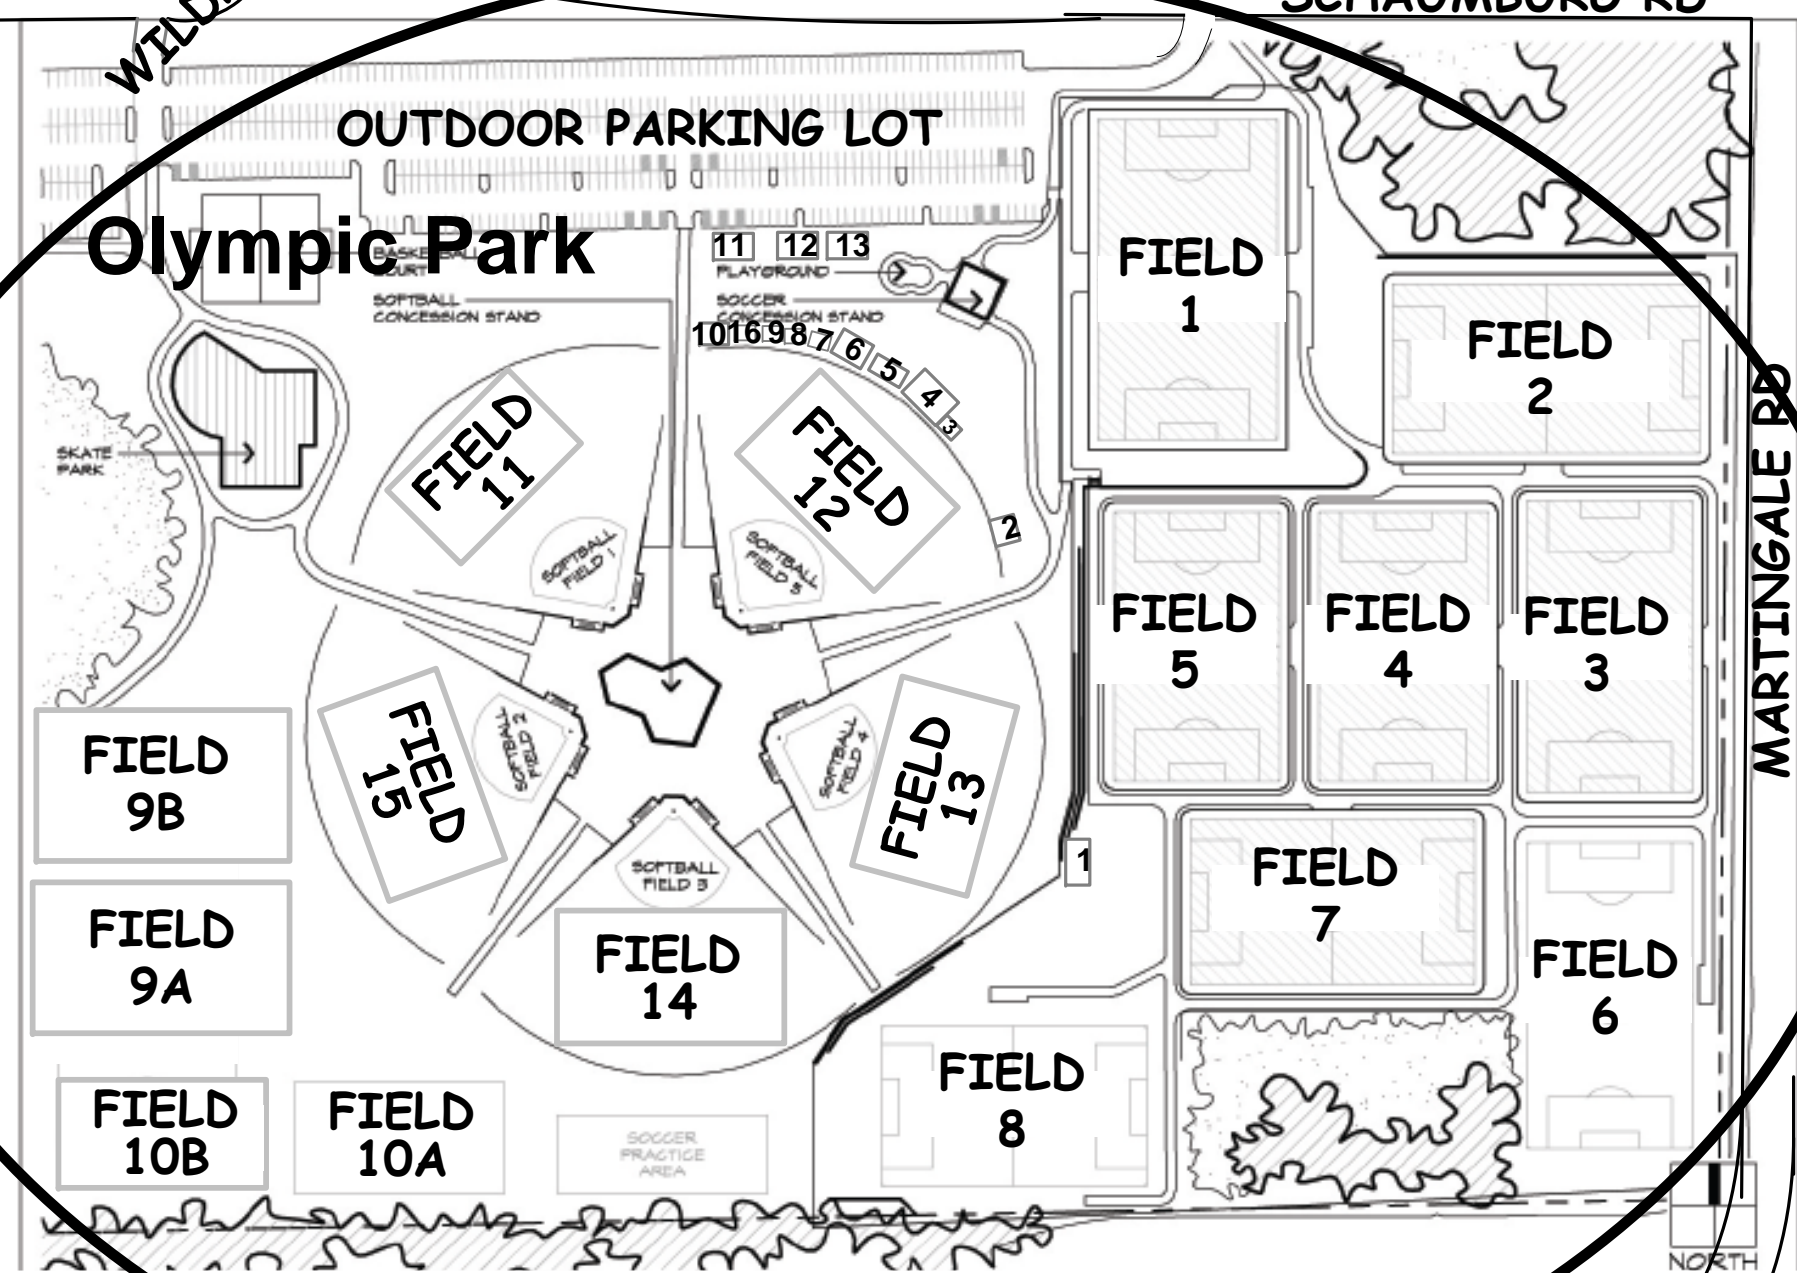 SCHAUMBURG RD
OUTDOOR PARKING LOT
Olympic Park
BASKETBALL
COURT
11 12 13
PLAYGROUND
SOFTBALL
CONCESSION STAND
SOCCER
CONCESSION STAND
10 16 9 8 7 6 5 4 3
2
1
SKATE
PARK
FIELD
1
FIELD
2
MARTINGALE RD
FIELD
11
FIELD
12
SOFTBALL
FIELD 1
SOFTBALL
FIELD 5
FIELD
5
FIELD
4
FIELD
3
FIELD
9B
FIELD
15
SOFTBALL
FIELD 2
SOFTBALL
FIELD 4
FIELD
13
SOFTBALL
FIELD 3
FIELD
9A
FIELD
14
FIELD
7
FIELD
6
FIELD
10B
FIELD
10A
SOCCER
PRACTICE
AREA
FIELD
8
NORTH